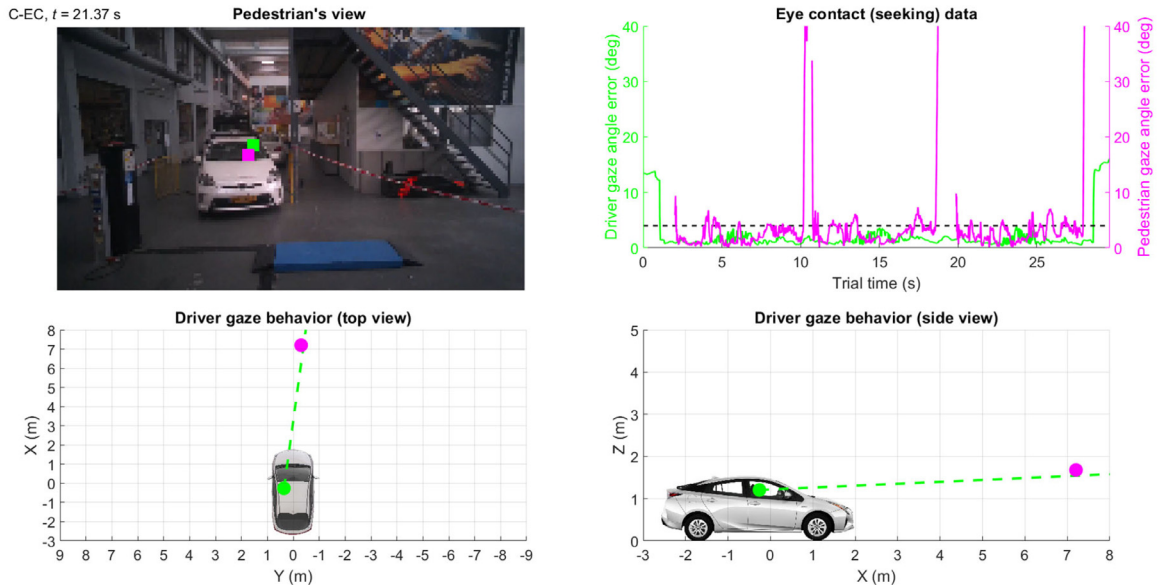 C-EC, t = 21.37 s
Pedestrian's view
Eye contact (seeking) data
Driver gaze angle error (deg)
40
30
20
10
0
0
5
10
15
20
25
Trial time (s)
40
30
20
10
0
Pedestrian gaze angle error (deg)
Driver gaze behavior (top view)
X (m)
8
7
6
5
4
3
2
1
0
-1
-2
-3
9 8 7 6 5 4 3 2 1 0 -1 -2 -3 -4 -5 -6 -7 -8 -9
Y (m)
Driver gaze behavior (side view)
Z (m)
5
4
3
2
1
0
-3 -2 -1 0 1 2 3 4 5 6 7 8
X (m)